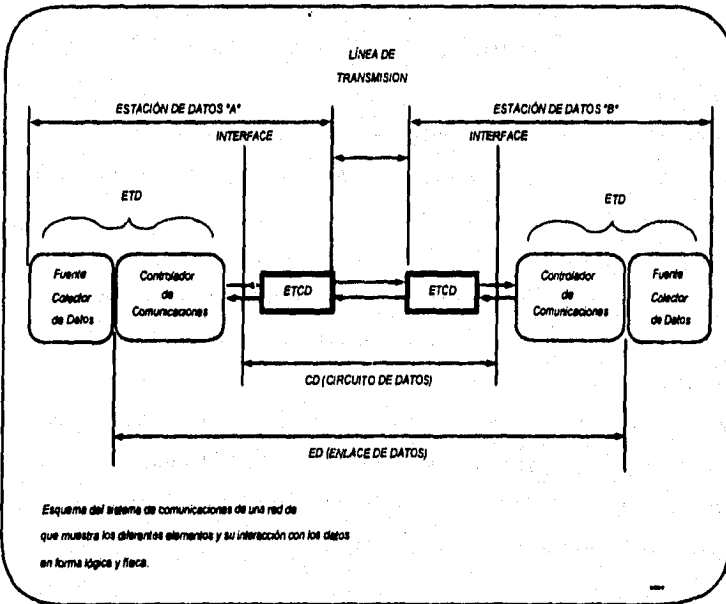 LÍNEA DE
TRANSMISION
ESTACIÓN DE DATOS "A"
ESTACIÓN DE DATOS "B"
INTERFACE
INTERFACE
ETD
ETD
Fuente
Colector
de Datos
Controlador
de
Comunicaciones
ETCD
ETCD
Controlador
de
Comunicaciones
Fuente
Colector
de Datos
CD (CIRCUITO DE DATOS)
ED (ENLACE DE DATOS)
Esquema del sistema de comunicaciones de una red de
que muestra los diferentes elementos y su interacción con los datos
en forma lógica y física.